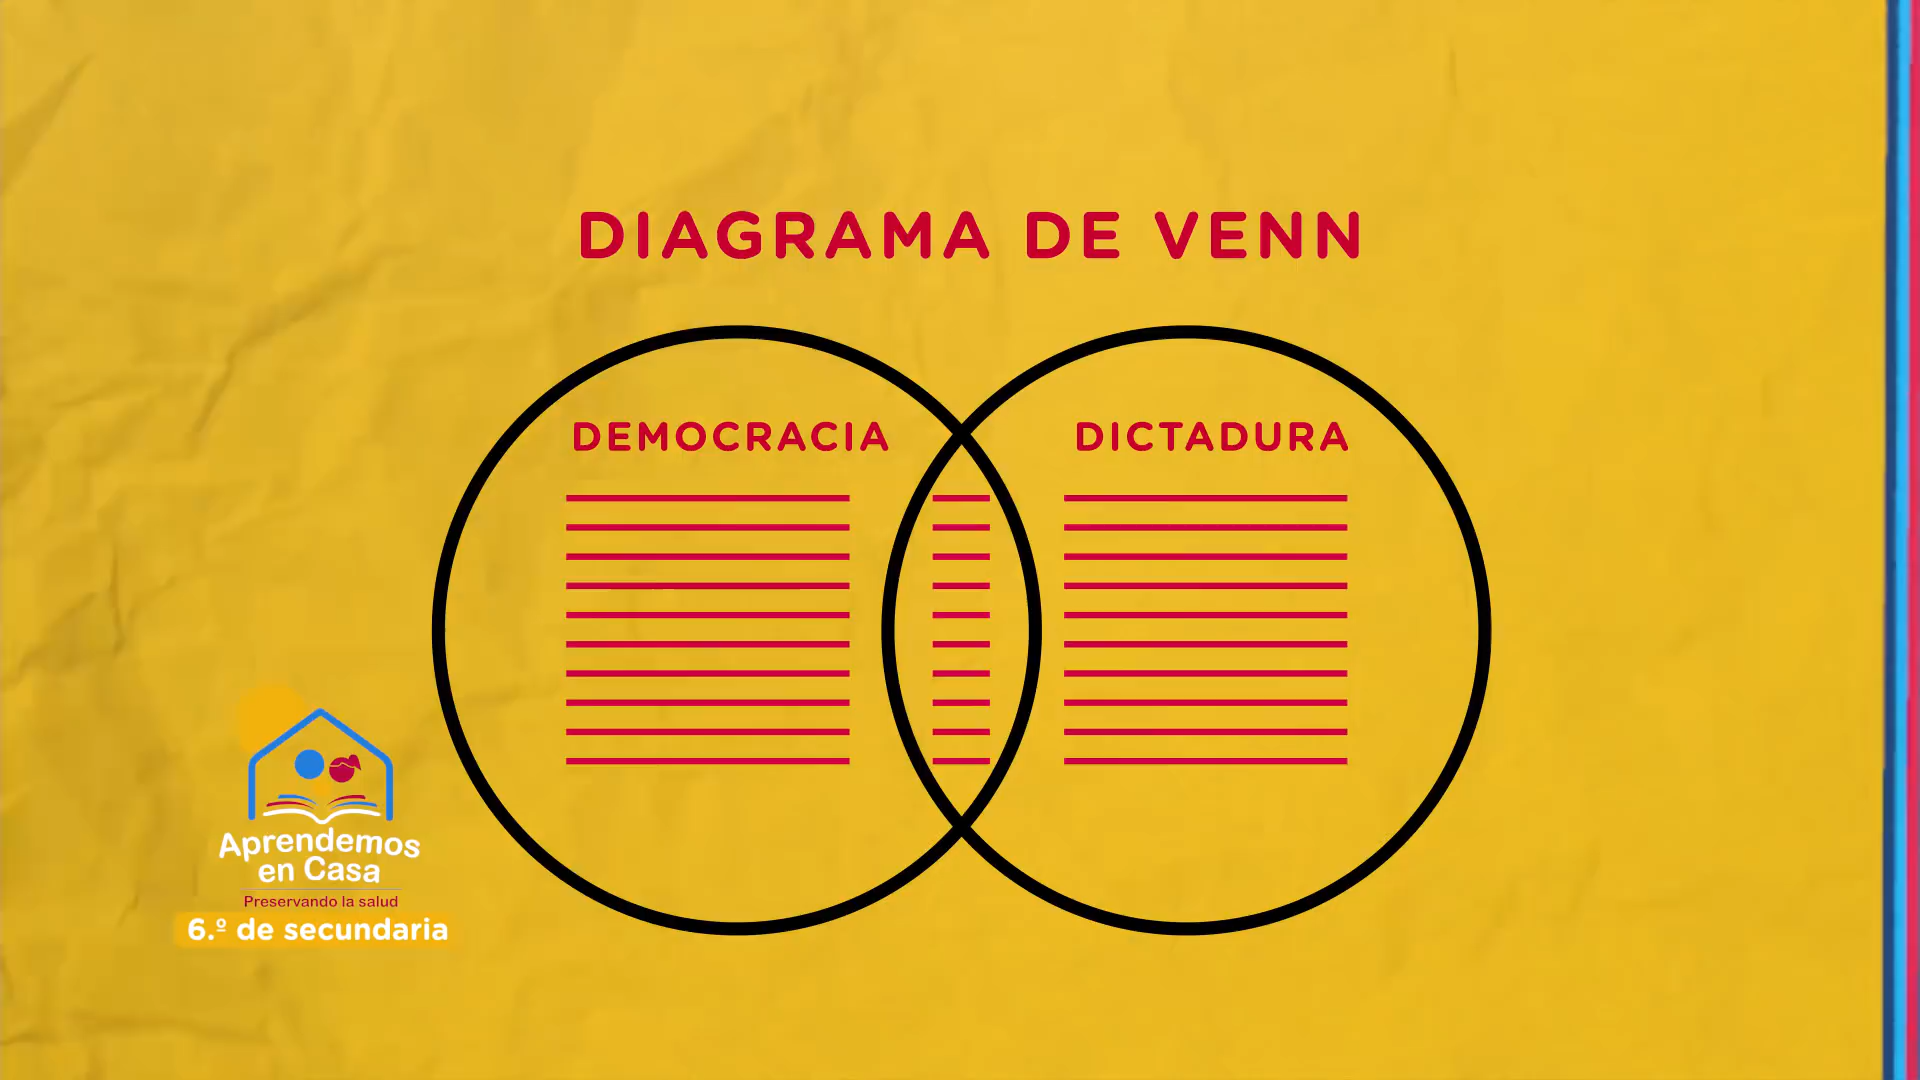 DIAGRAMA DE VENN
DEMOCRACIA
DICTADURA
Aprendemos
en Casa
Preservando la salud
6.º de secundaria